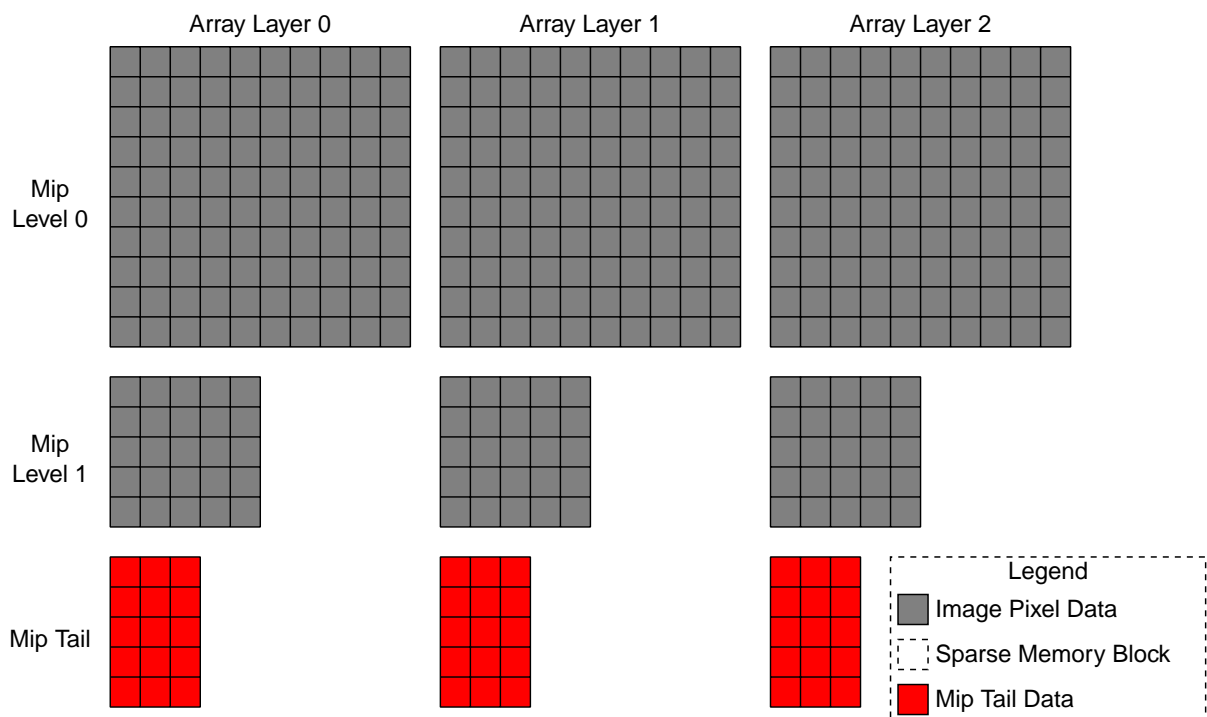 Array Layer 0
Array Layer 1
Array Layer 2
Mip
Level 0
Mip
Level 1
Mip Tail
Legend
Image Pixel Data
Sparse Memory Block
Mip Tail Data